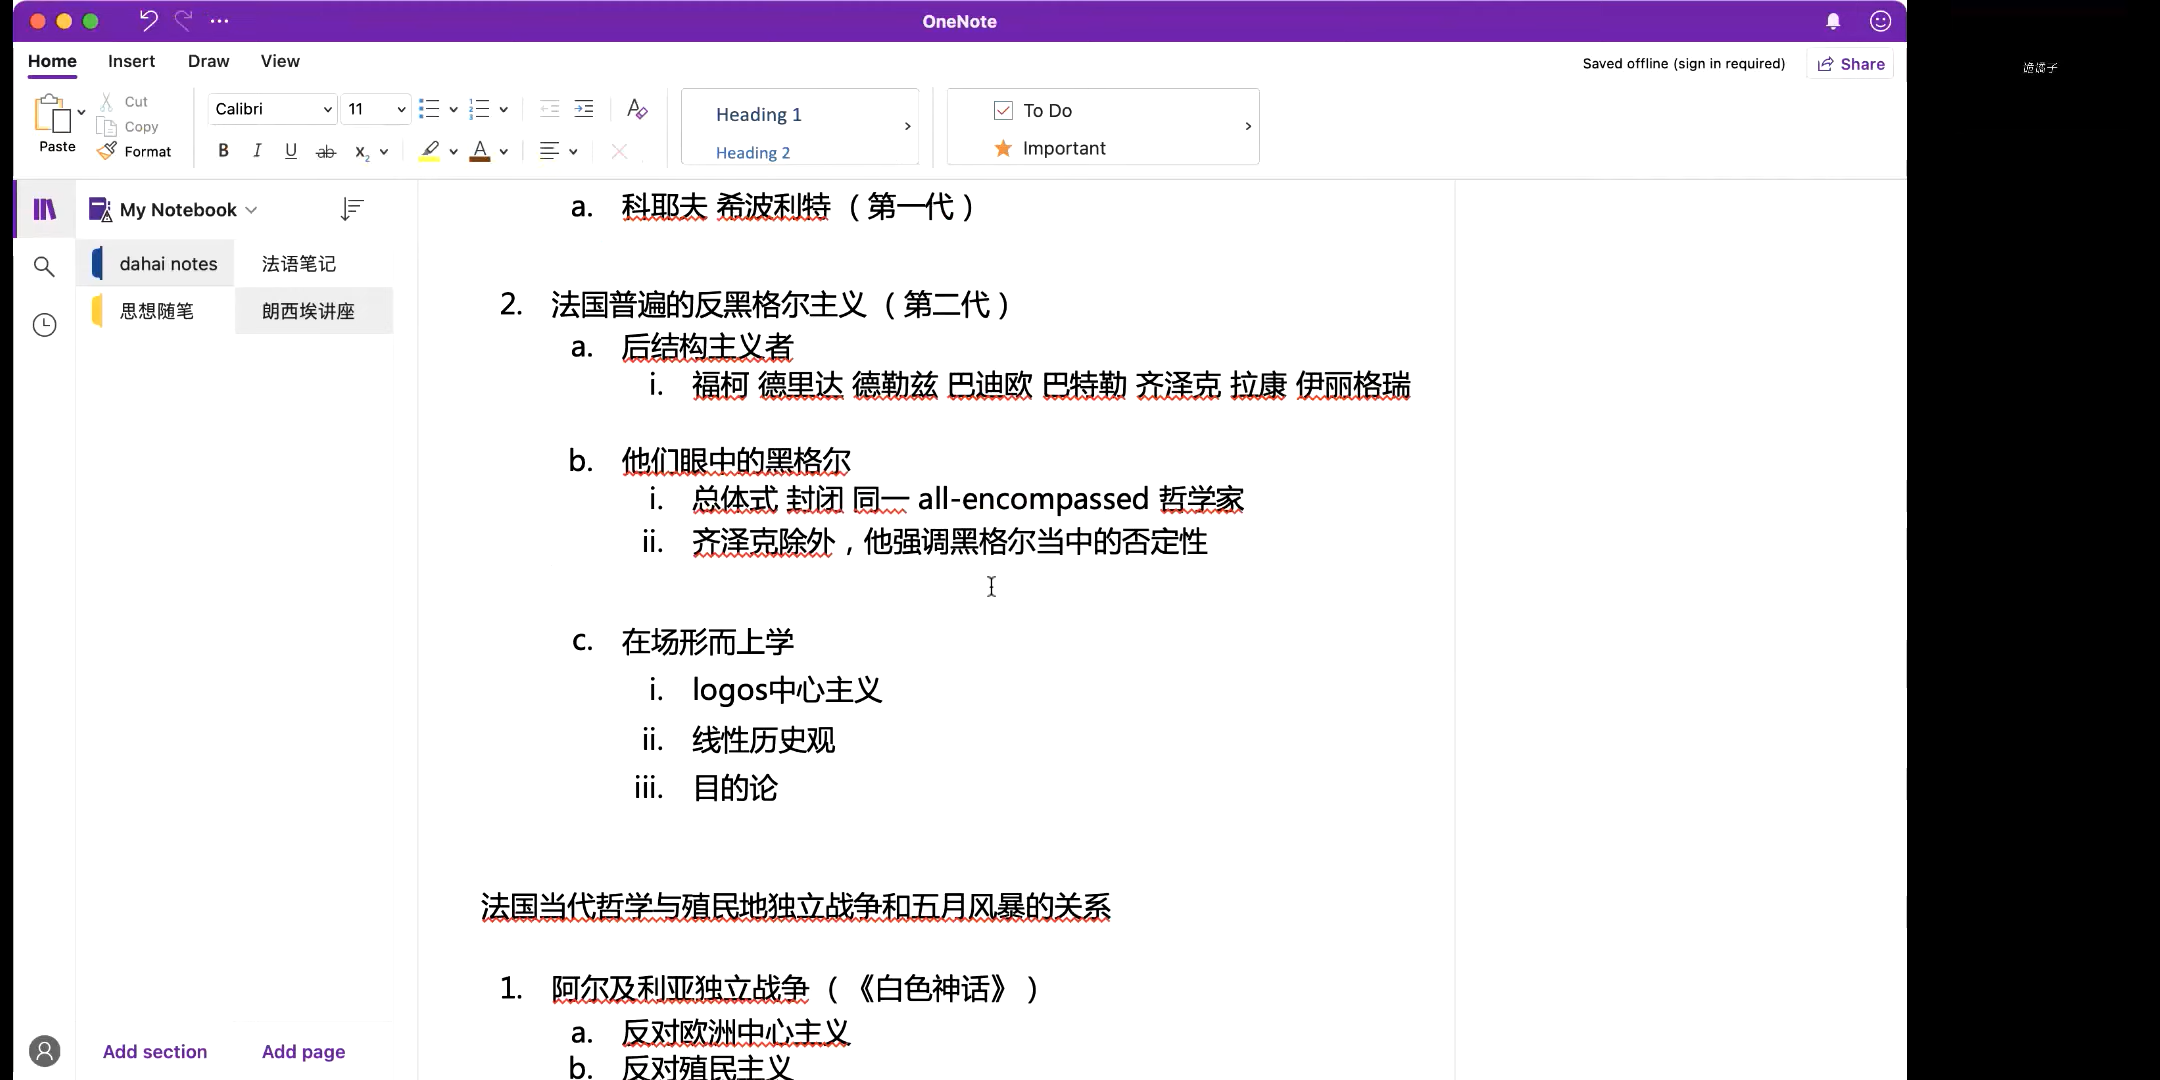 OneNote
Home Insert Draw View
Saved offline (sign in required) Share
Paste
Cut
Copy
Format
Calibri 11
B I U ab x₂ A
Heading 1
Heading 2
To Do
Important
My Notebook
dahai notes
思想随笔
法语笔记
朗西埃讲座
a. 科耶夫 希波利特（第一代）
2. 法国普遍的反黑格尔主义（第二代）
a. 后结构主义者
i. 福柯 德里达 德勒兹 巴迪欧 巴特勒 齐泽克 拉康 伊丽格瑞
b. 他们眼中的黑格尔
i. 总体式 封闭 同一 all-encompassed 哲学家
ii. 齐泽克除外，他强调黑格尔当中的否定性
c. 在场形而上学
i. logos中心主义
ii. 线性历史观
iii. 目的论
法国当代哲学与殖民地独立战争和五月风暴的关系
1. 阿尔及利亚独立战争（《白色神话》）
a. 反对欧洲中心主义
b. 反对殖民主义
Add section Add page